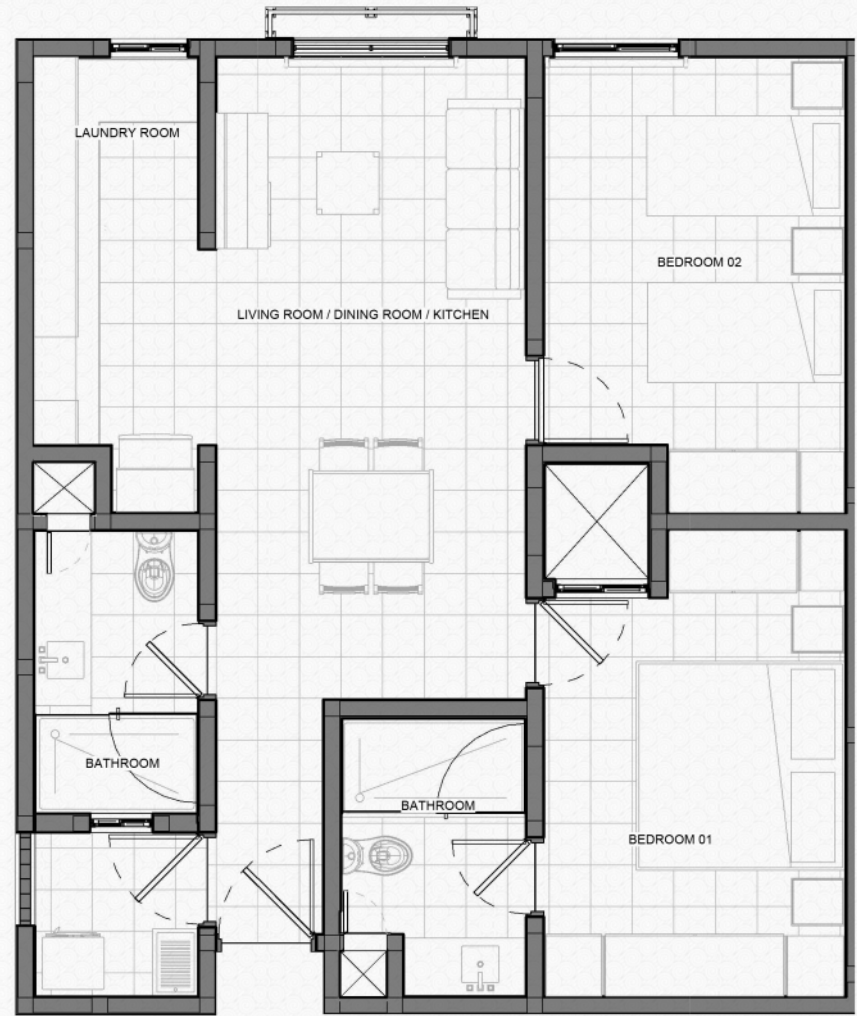 LAUNDRY ROOM
BEDROOM 02
LIVING ROOM / DINING ROOM / KITCHEN
BATHROOM
BATHROOM
BEDROOM 01